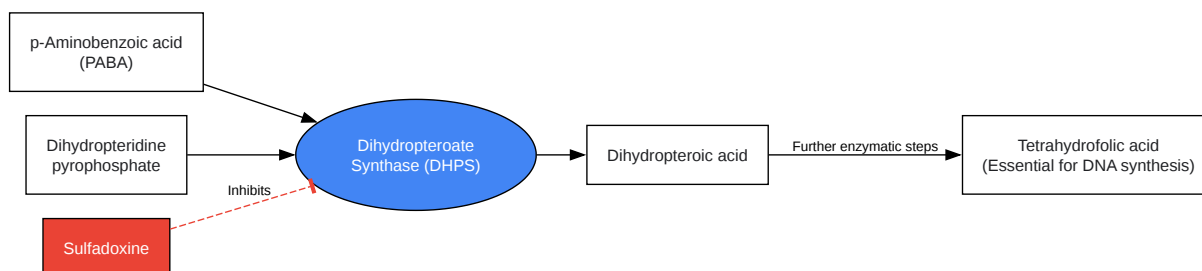 p-Aminobenzoic acid
(PABA)
Dihydropteridine
pyrophosphate
Sulfadoxine
Inhibits
Dihydropteroate
Synthase (DHPS)
Dihydropteroic acid
Further enzymatic steps
Tetrahydrofolic acid
(Essential for DNA synthesis)